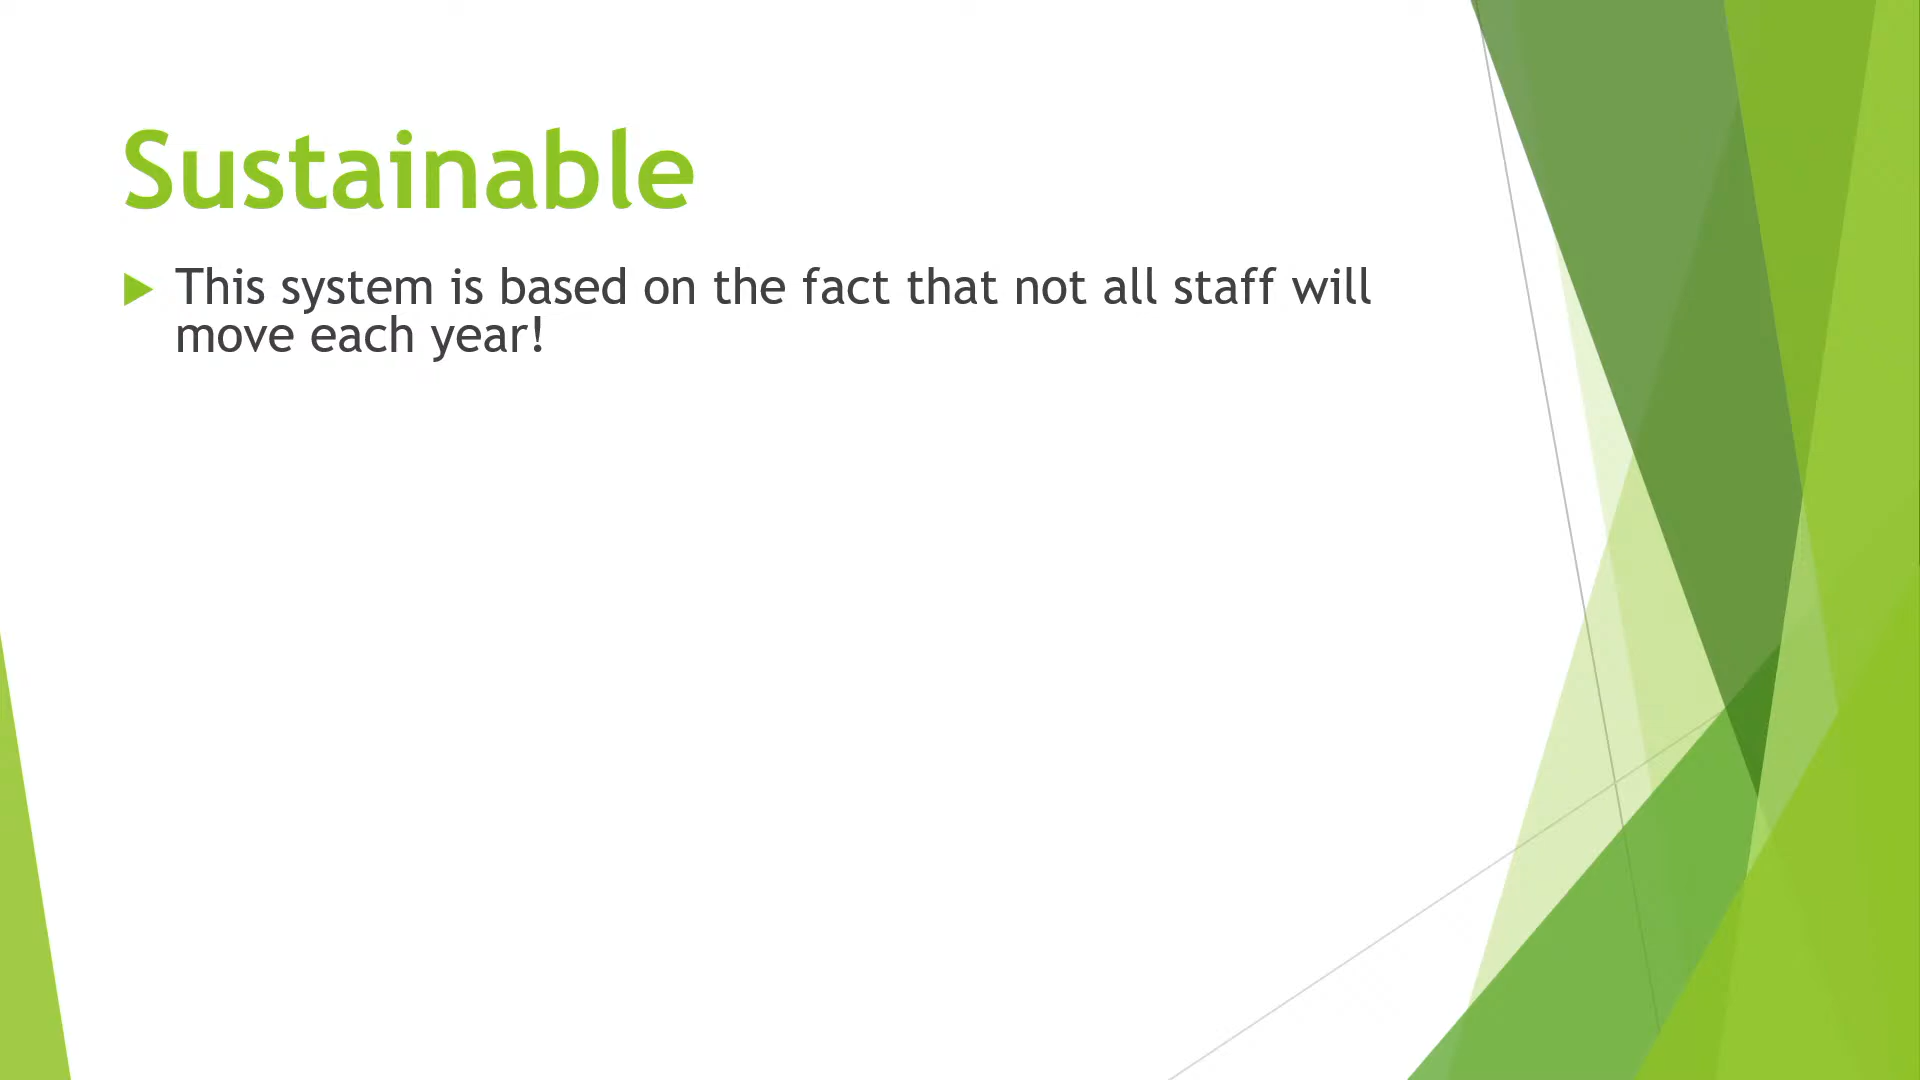 Sustainable
This system is based on the fact that not all staff will
move each year!